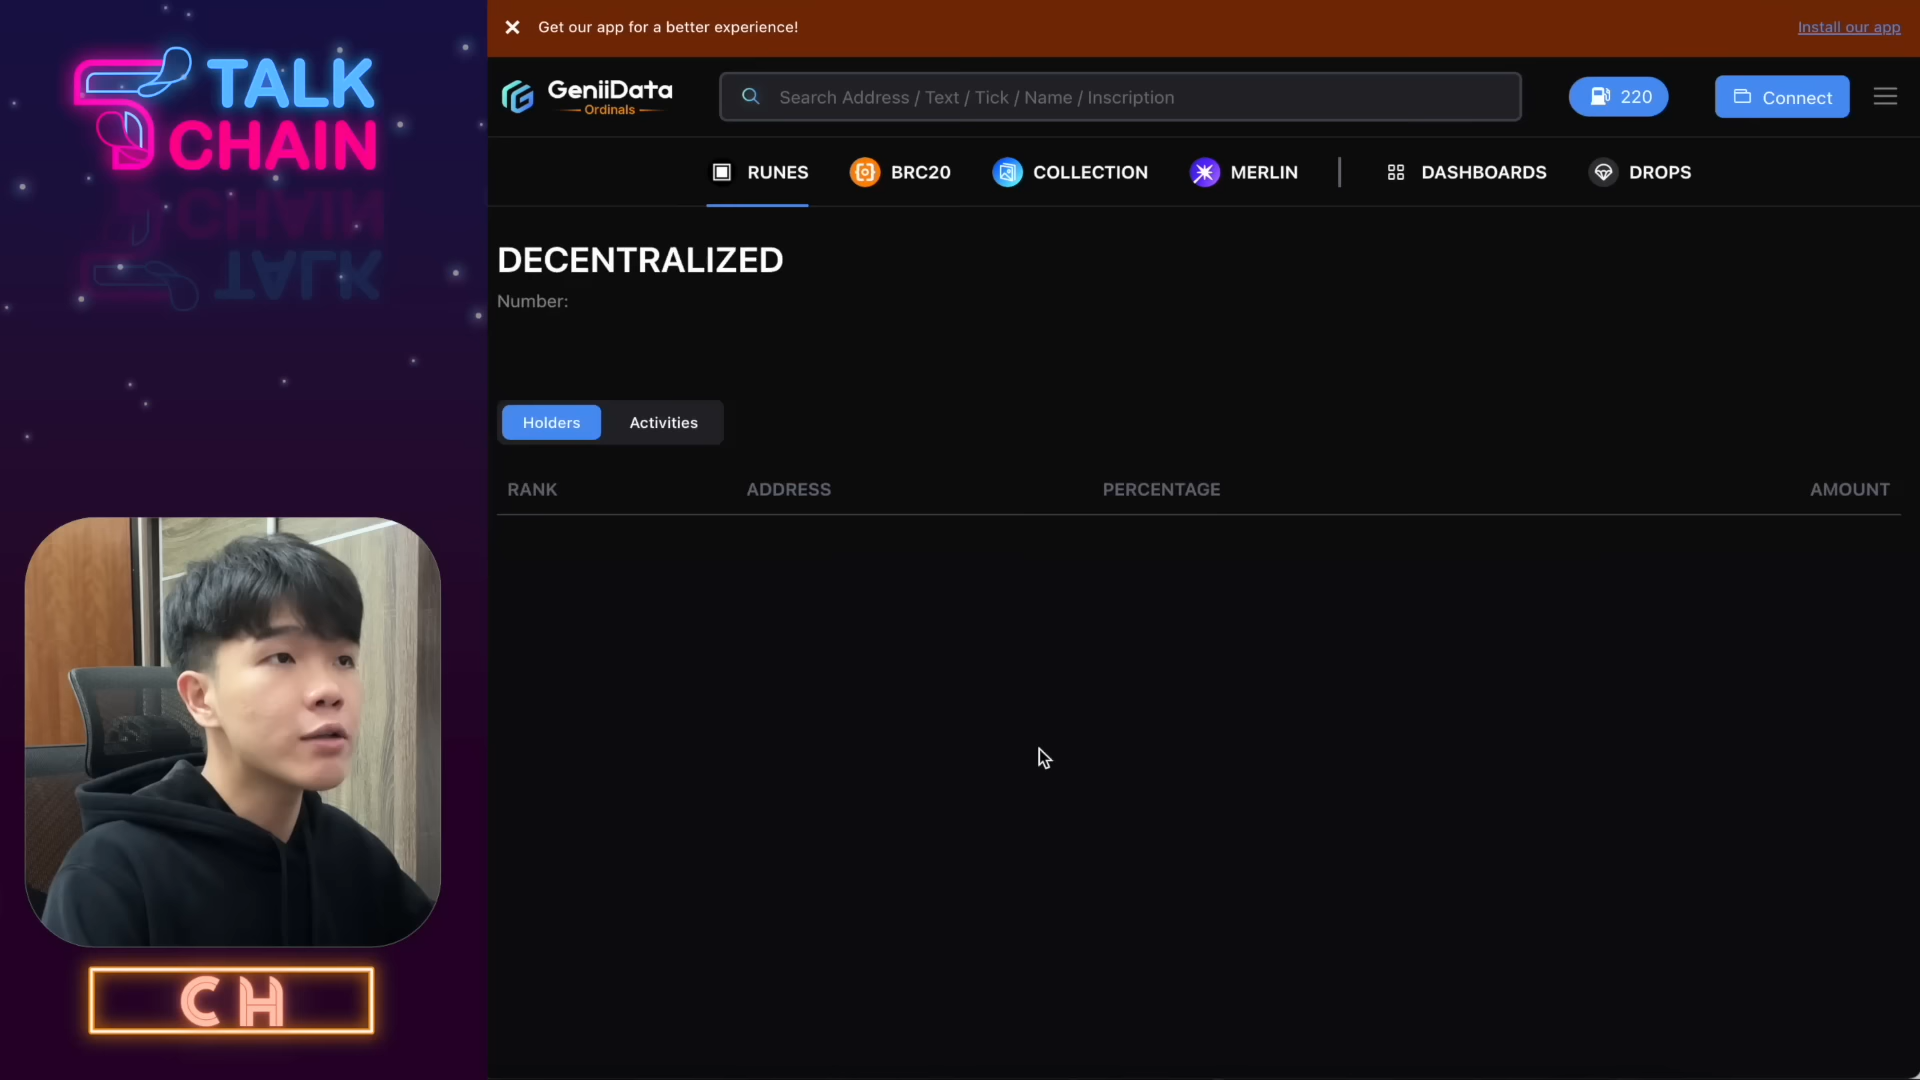 TALK
CHAIN
CH
Get our app for a better experience!
Install our app
GeniiData
Ordinals
Search Address / Text / Tick / Name / Inscription
220
Connect
RUNES
BRC20
COLLECTION
MERLIN
DASHBOARDS
DROPS
DECENTRALIZED
Number:
Holders
Activities
RANK
ADDRESS
PERCENTAGE
AMOUNT